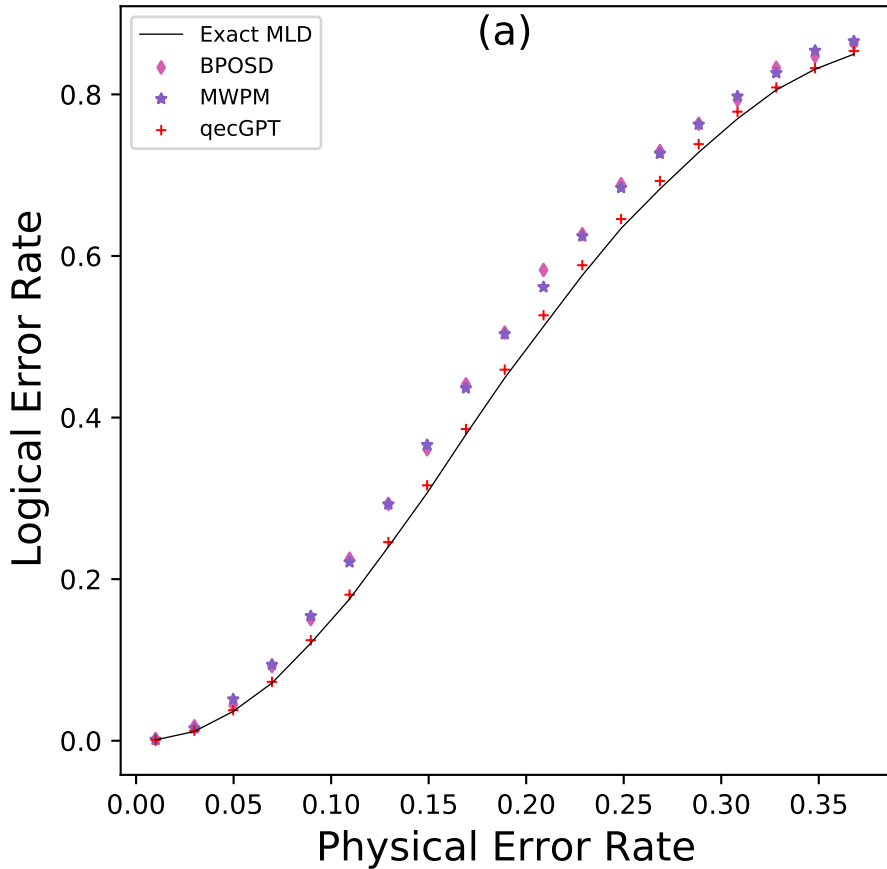 (a)
Exact MLD
BPOSD
MWPM
qecGPT
Logical Error Rate
0.8
0.6
0.4
0.2
0.0
0.00 0.05 0.10 0.15 0.20 0.25 0.30 0.35
Physical Error Rate